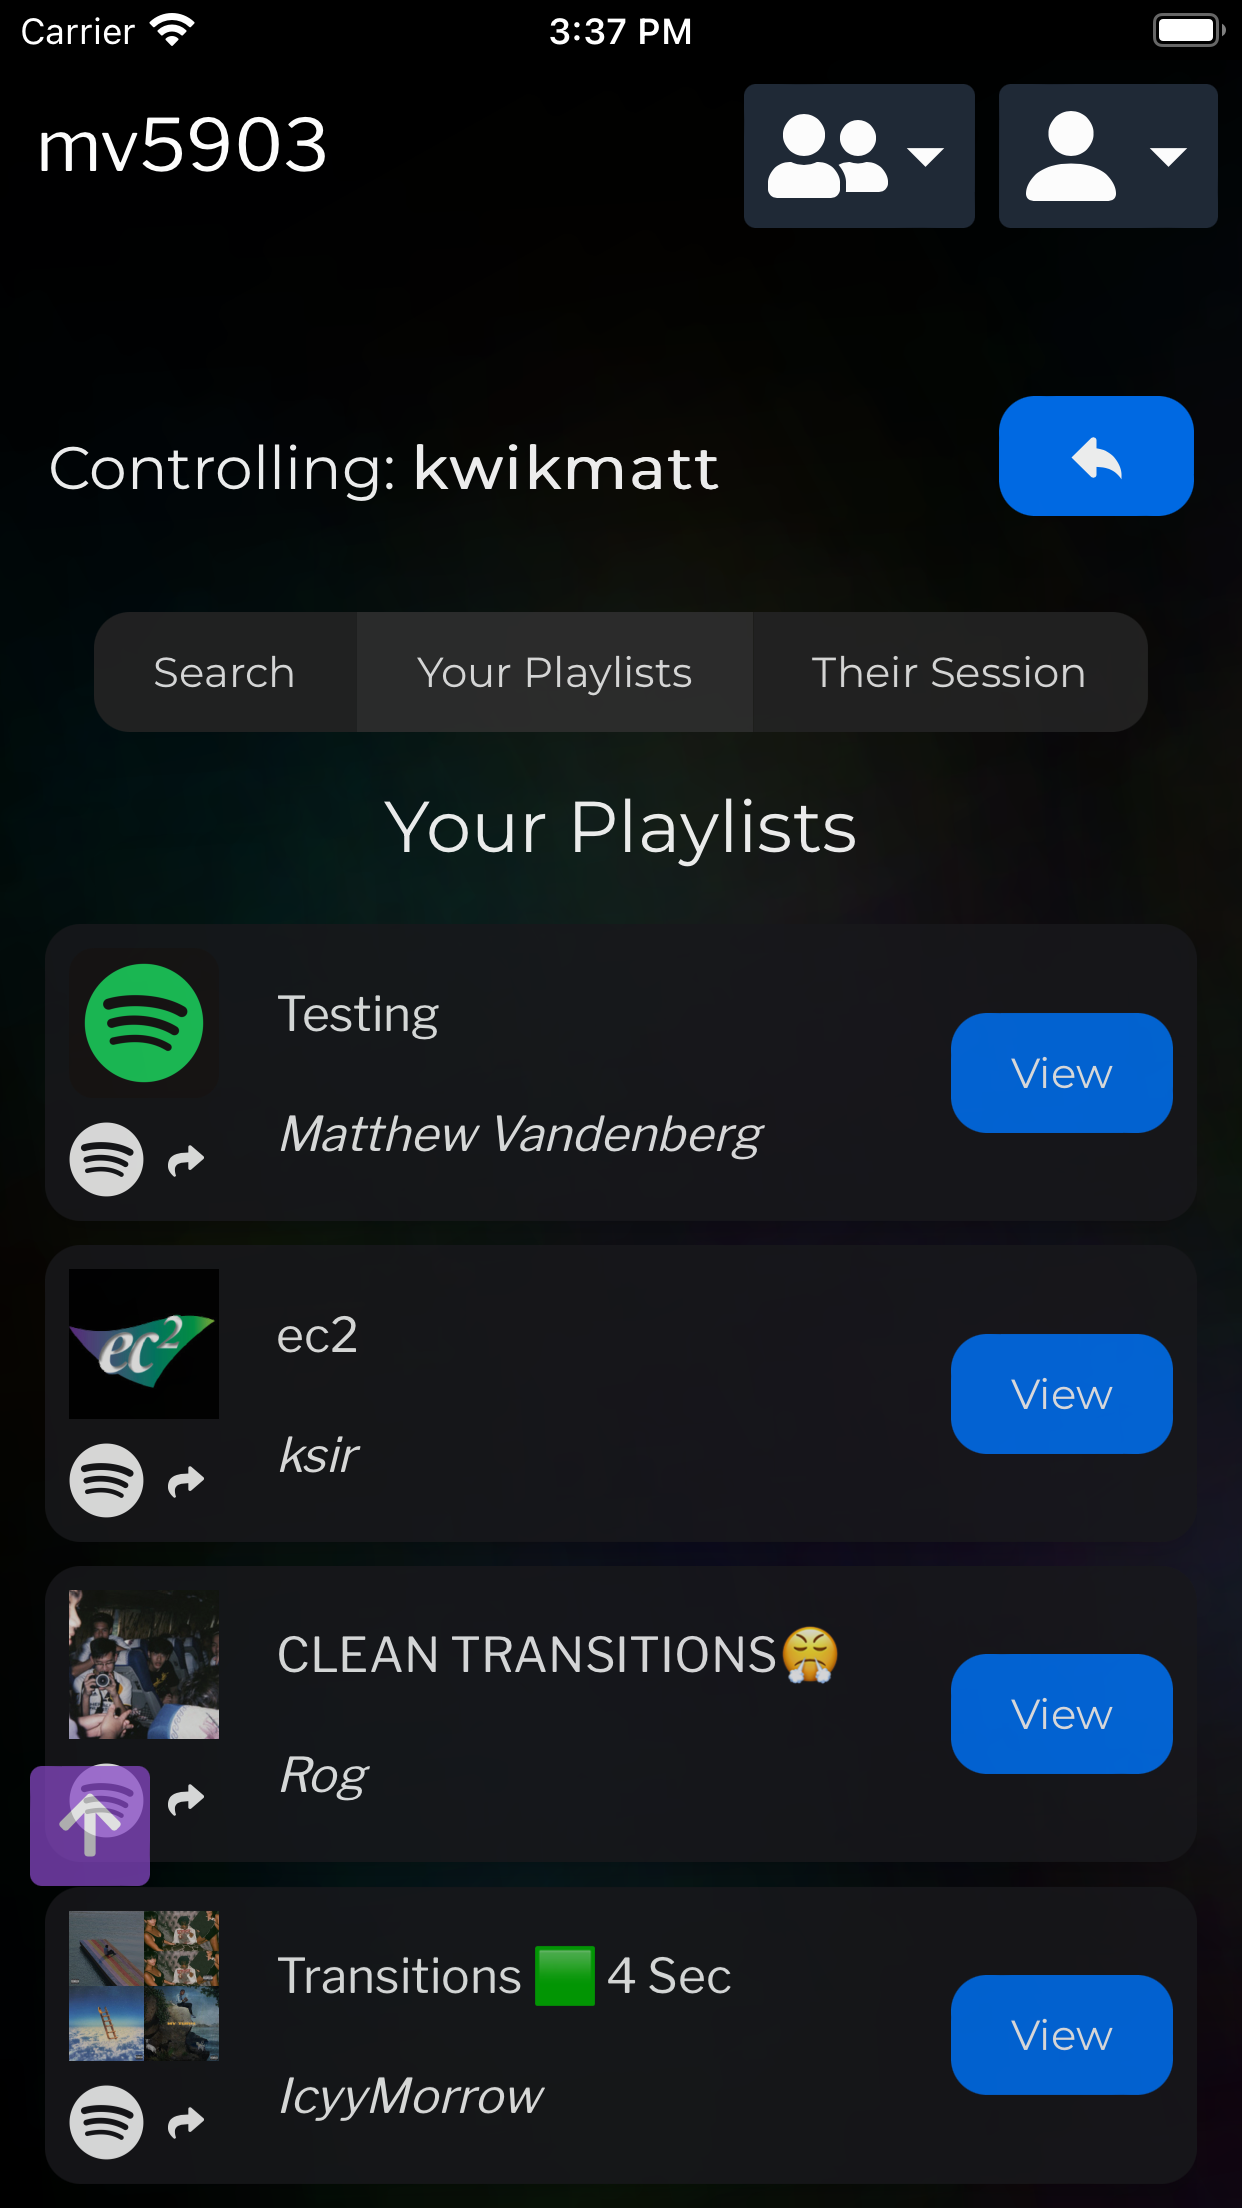 Carrier 3:37 PM
mv5903
Controlling: kwikmatt
Search Your Playlists Their Session
Your Playlists
Testing
Matthew Vandenberg
View
ec²
ec2
ksir
View
CLEAN TRANSITIONS😤
Rog
View
Transitions 🟩 4 Sec
IcyyMorrow
View